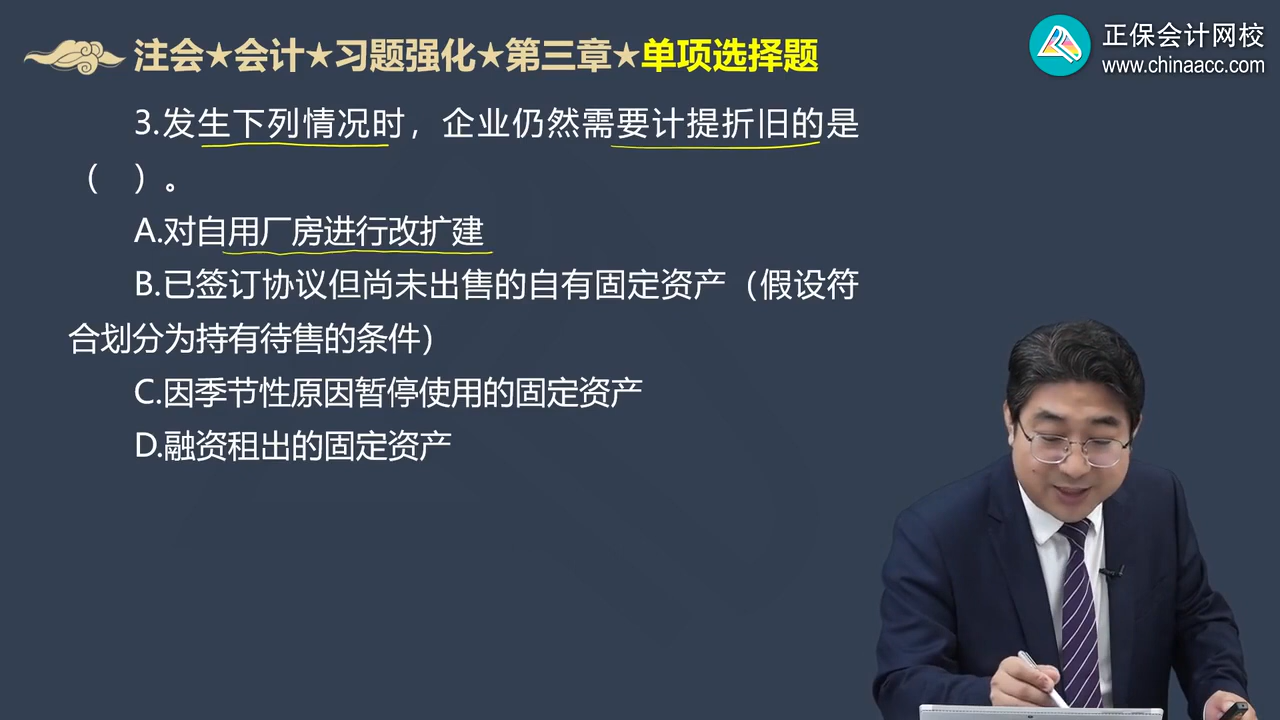 注会★会计★习题强化★第三章★单项选择题
正保会计网校
www.chinaacc.com
3.发生下列情况时，企业仍然需要计提折旧的是
（ ）。
A.对自用厂房进行改扩建
B.已签订协议但尚未出售的自有固定资产（假设符
合划分为持有待售的条件）
C.因季节性原因暂停使用的固定资产
D.融资租出的固定资产